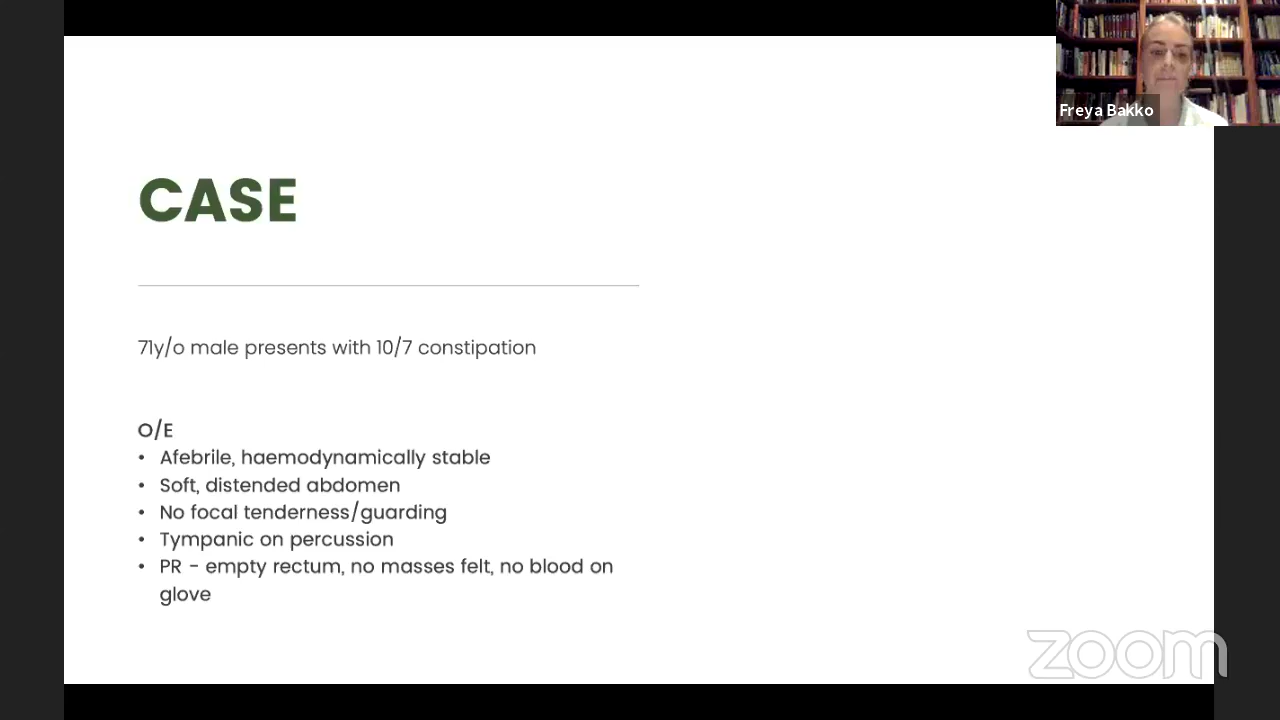 Freya Bakko
CASE
71y/o male presents with 10/7 constipation
O/E
• Afebrile, haemodynamically stable
• Soft, distended abdomen
• No focal tenderness/guarding
• Tympanic on percussion
• PR - empty rectum, no masses felt, no blood on
glove
zoom